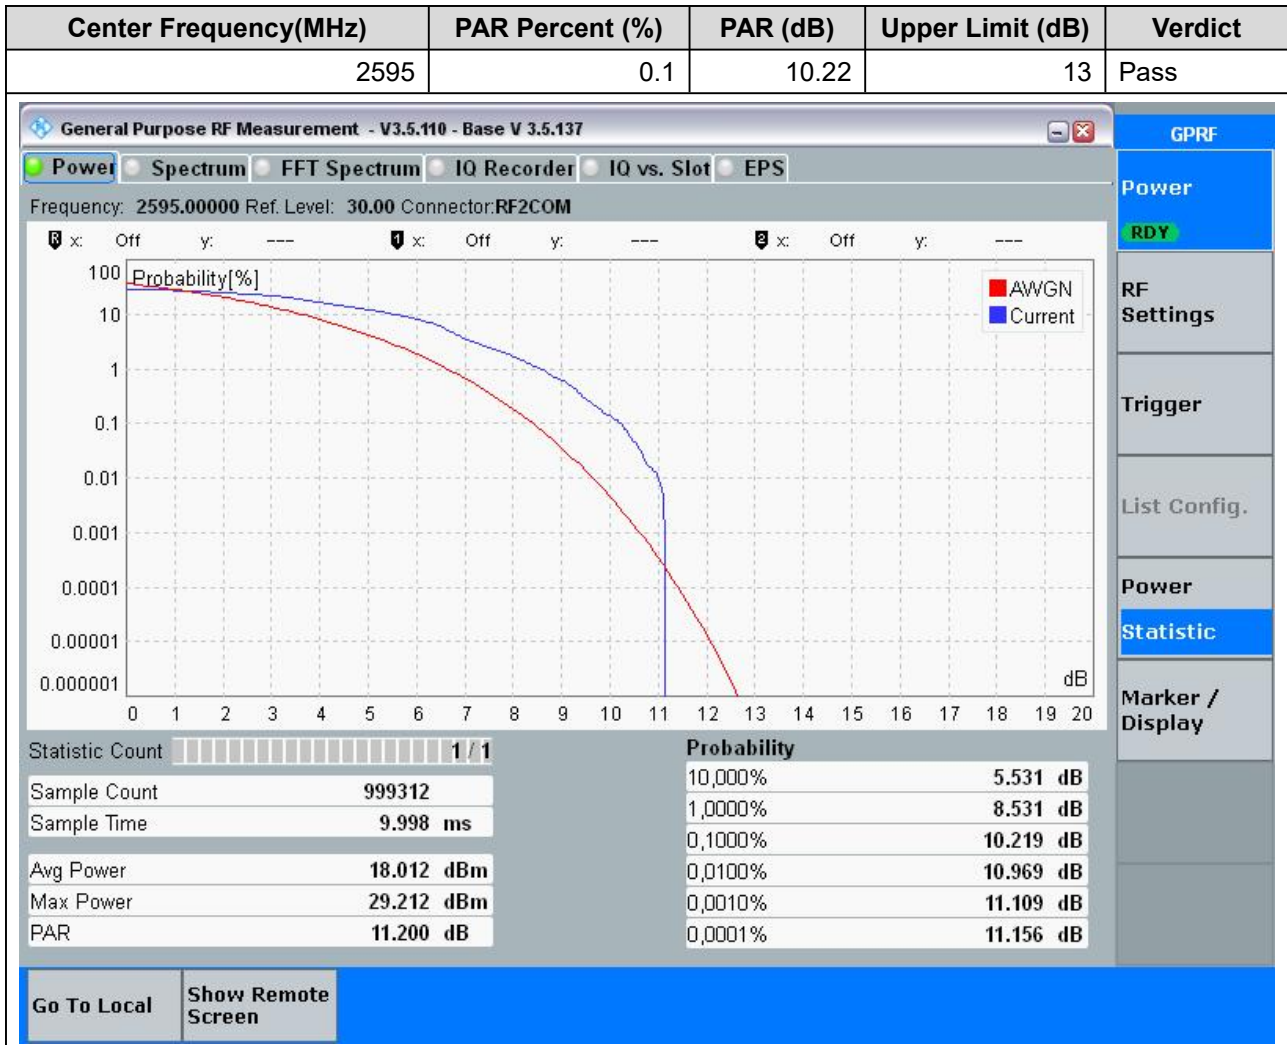 Center Frequency(MHz) PAR Percent (%) PAR (dB) Upper Limit (dB) Verdict
2595 0.1 10.22 13 Pass
General Purpose RF Measurement - V3.5.110 - Base V 3.5.137
GPRF
Power Spectrum FFT Spectrum IQ Recorder IQ vs. Slot EPS
Power
RDY
Frequency: 2595.00000 Ref. Level: 30.00 Connector:RF2COM
R x: Off y: --- 1 x: Off y: --- 2 x: Off y: ---
Probability[%]
AWGN
Current
100
10
1
0.1
0.01
0.001
0.0001
0.00001
0.000001
dB
0 1 2 3 4 5 6 7 8 9 10 11 12 13 14 15 16 17 18 19 20
RF
Settings
Trigger
List Config.
Power
Statistic
Marker /
Display
Statistic Count 1 / 1
Sample Count 999312
Sample Time 9.998 ms
Avg Power 18.012 dBm
Max Power 29.212 dBm
PAR 11.200 dB
Probability
10,000% 5.531 dB
1,0000% 8.531 dB
0,1000% 10.219 dB
0,0100% 10.969 dB
0,0010% 11.109 dB
0,0001% 11.156 dB
Go To Local
Show Remote
Screen